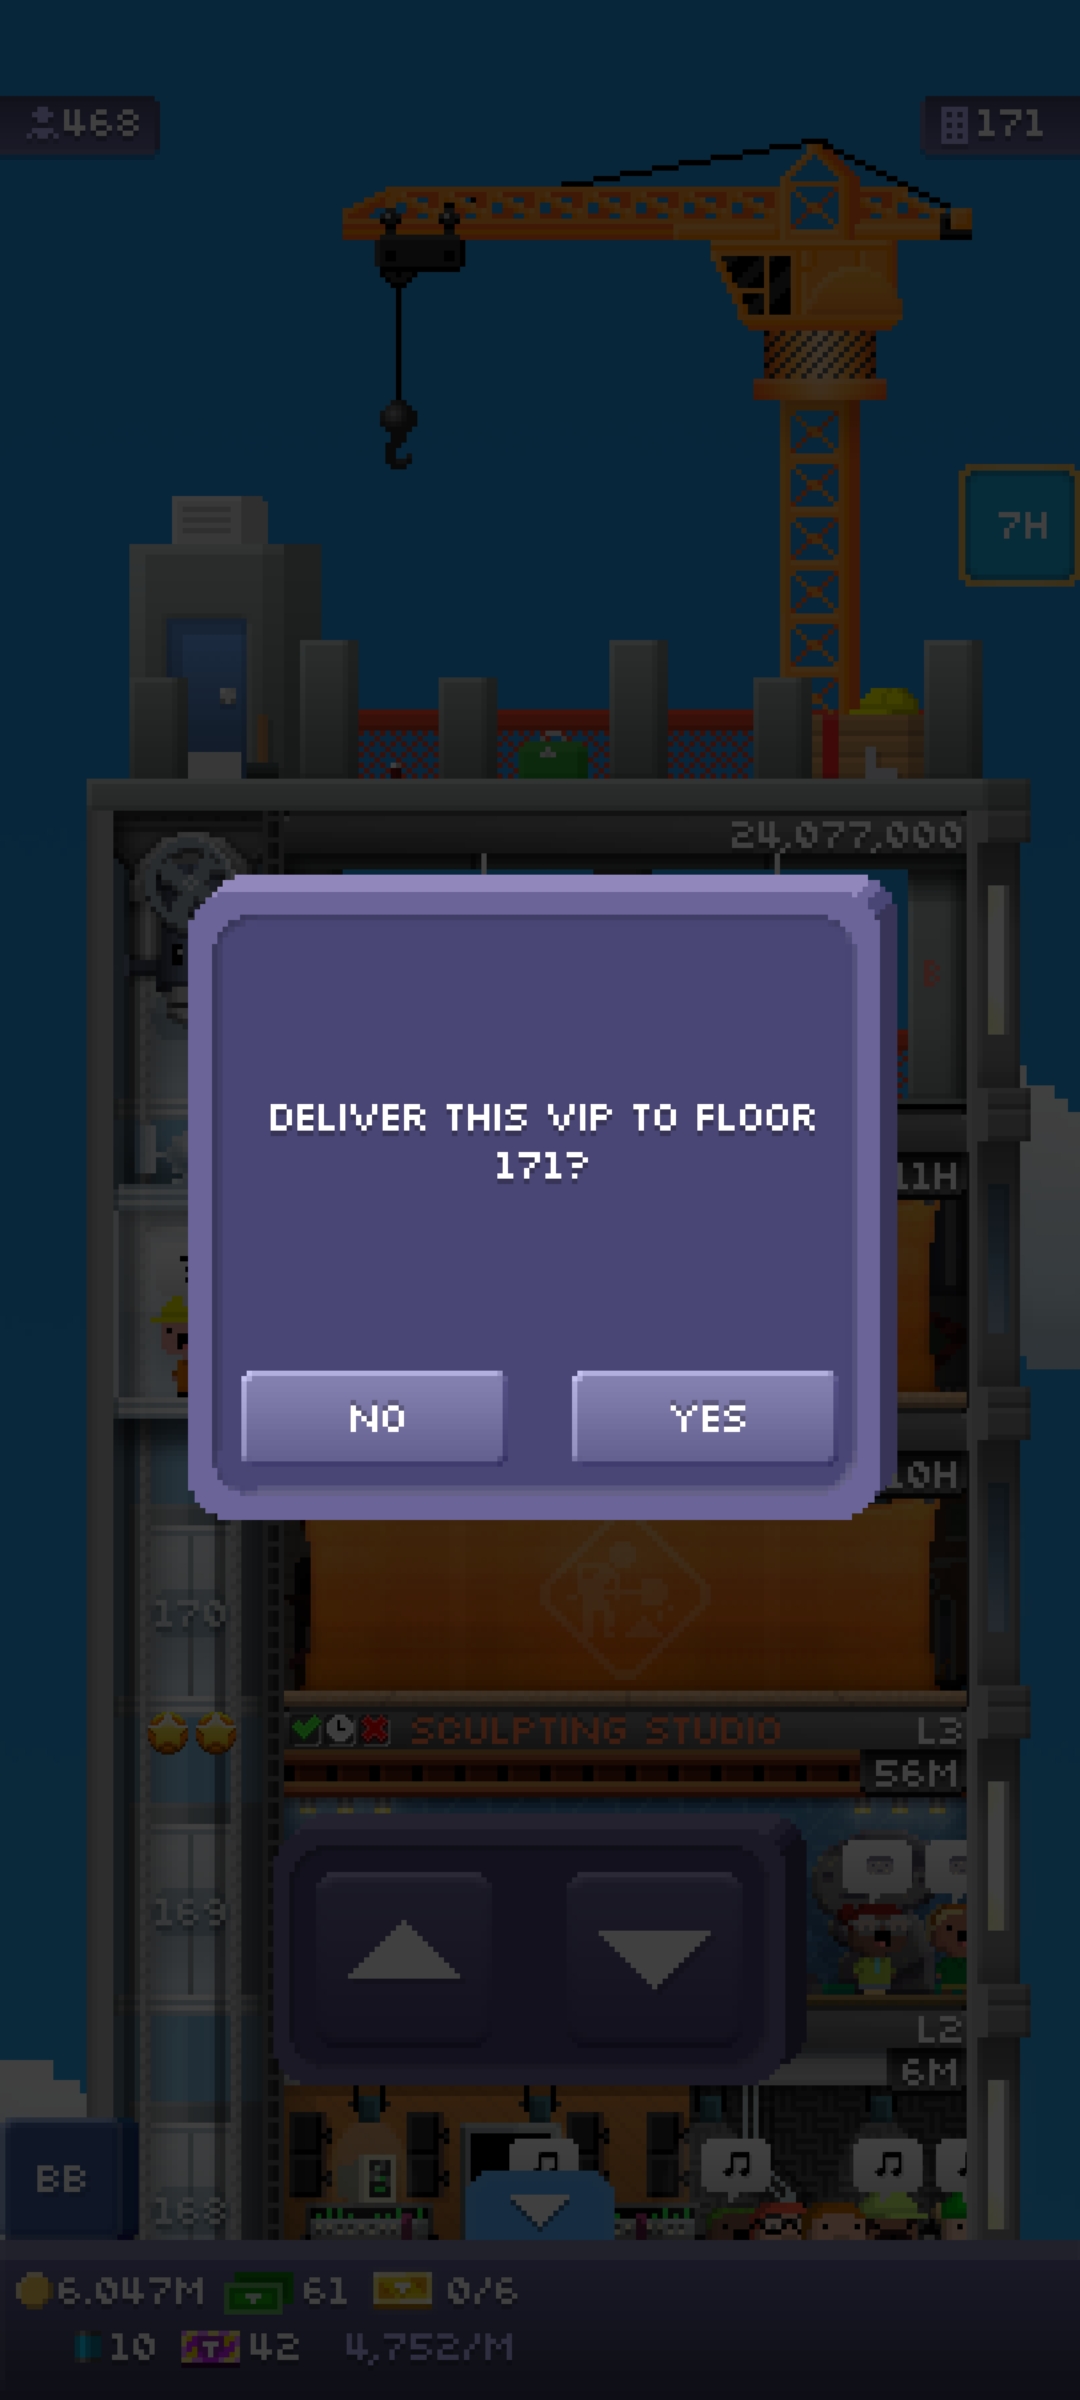 468
171
7H
24,077,000
DELIVER THIS VIP TO FLOOR
171?
11H
NO
YES
10H
170
SCULPTING STUDIO
L3
56M
169
L2
6M
BB
168
6.047M
61
0/6
10
T
42
4,752/M